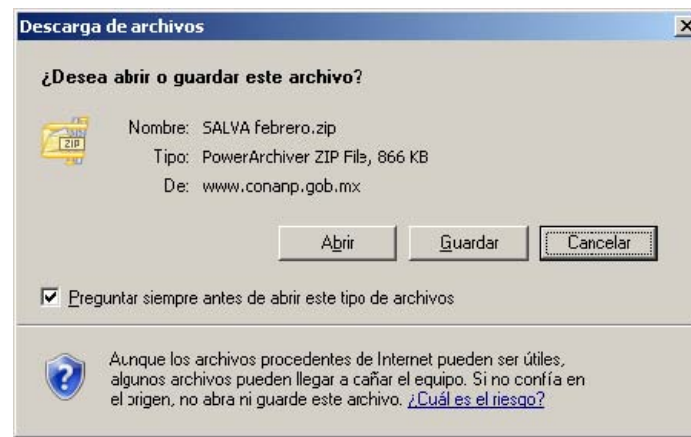 Descarga de archivos
¿Desea abrir o guardar este archivo?
ZIP
Nombre: SALVA febrero.zip
Tipo: PowerArchiver ZIP File, 866 KB
De: www.conanp.gob.mx
Abrir Guardar Cancelar
Preguntar siempre antes de abrir este tipo de archivos
Aunque los archivos procedentes de Internet pueden ser útiles,
algunos archivos pueden llegar a cañar el equipo. Si no confía en
el origen, no abra ni guarde este archivo. ¿Cuál es el riesgo?